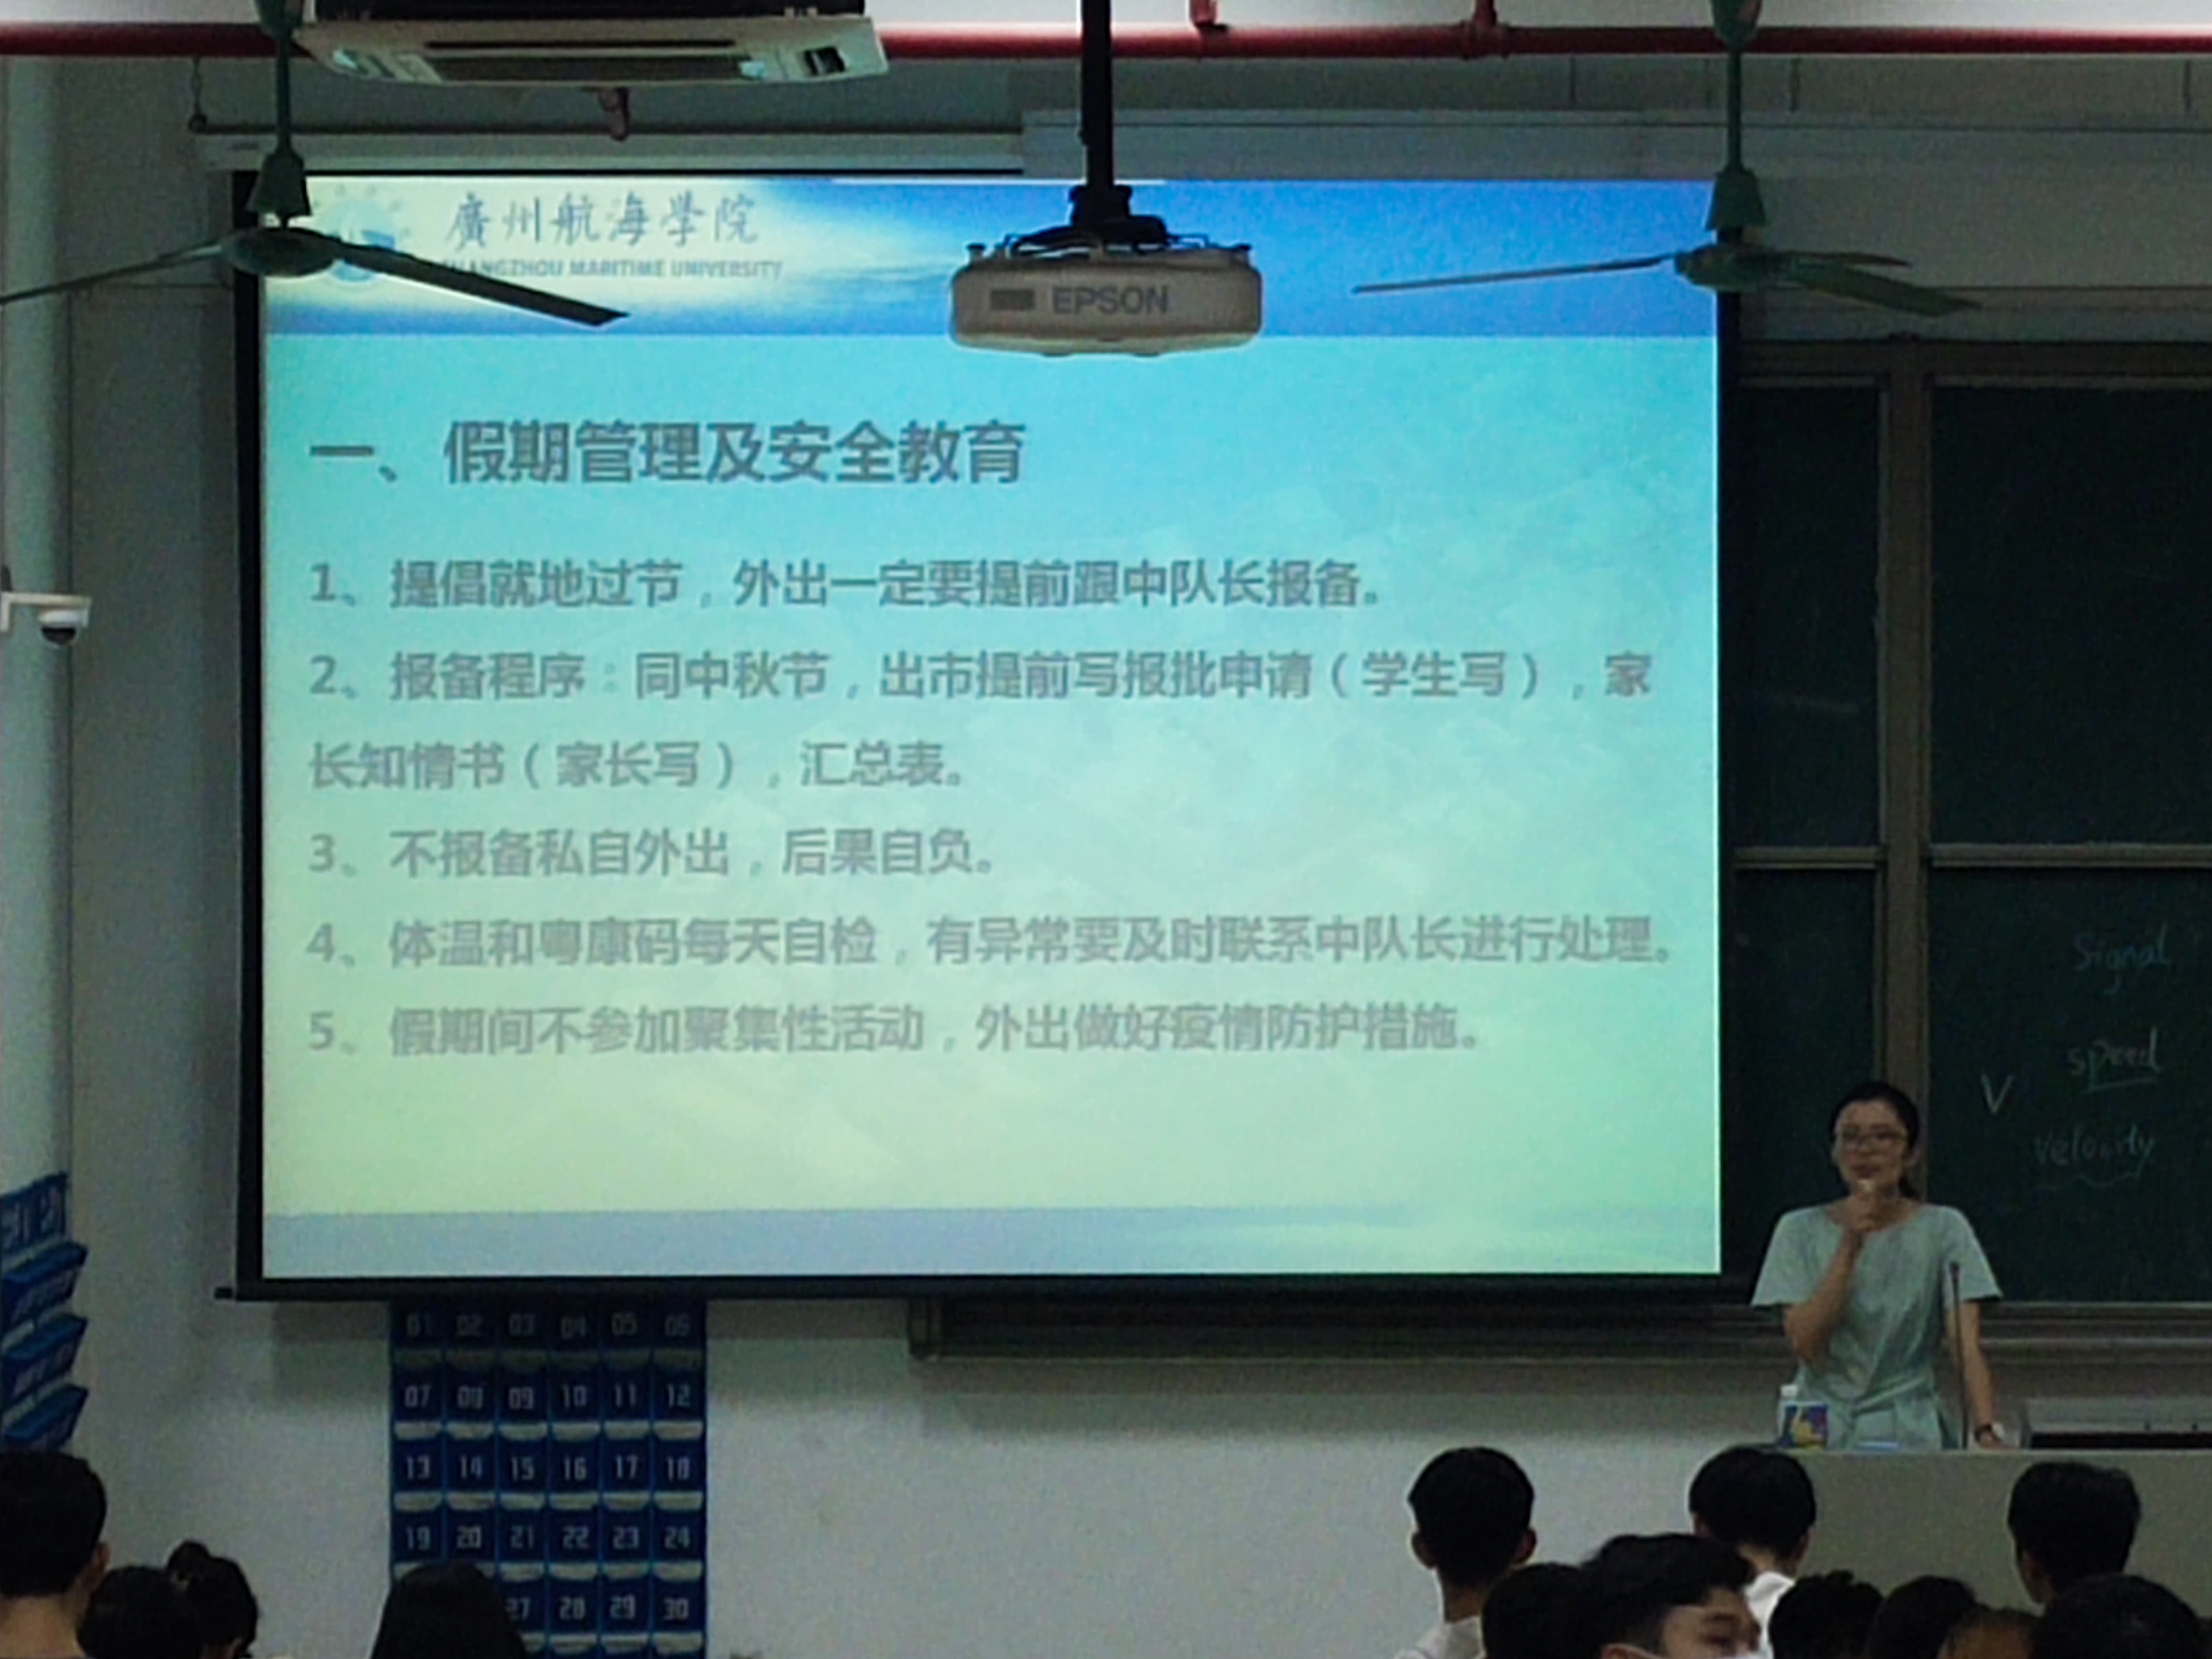 廣州航海学院
GUANGZHOU MARITIME UNIVERSITY
EPSON
一、假期管理及安全教育
1、提倡就地过节，外出一定要提前跟中队长报备。
2、报备程序：同中秋节，出市提前写报批申请（学生写），家
长知情书（家长写），汇总表。
3、不报备私自外出，后果自负。
4、体温和粤康码每天自检，有异常要及时联系中队长进行处理。
5、假期间不参加聚集性活动，外出做好疫情防护措施。
Signal
speed
V
velocity
01 02 03 04 05 06
07 08 09 10 11 12
13 14 15 16 17 18
19 20 21 22 23 24
27 28 29 30